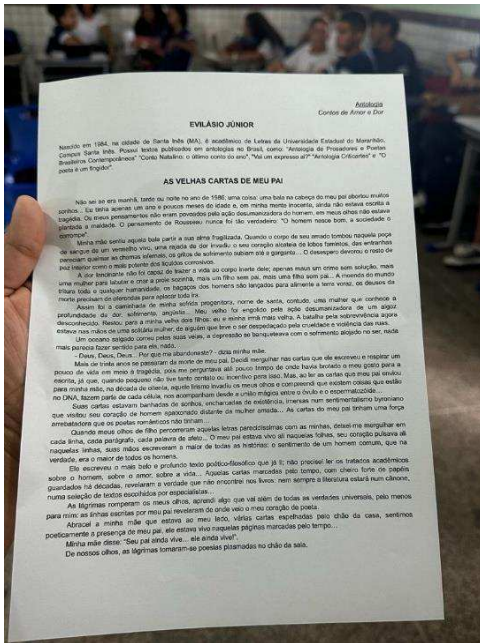 Antologia
Contos de Amor e Dor
EVILÁSIO JÚNIOR
Nascido em 1984, na cidade de Santa Inês (MA), é acadêmico de Letras da Universidade Estadual do Maranhão,
Campus Santa Inês. Possui textos publicados em antologias no Brasil, como: "Antologia de Prosadores e Poetas
Brasileiros Contemporâneos" "Conto Natalino: o último conto do ano", "Vai um expresso aí?" "Antologia Criticartes" e "O
poeta é um fingidor".
AS VELHAS CARTAS DE MEU PAI
Não sei se era manhã, tarde ou noite no ano de 1986; uma coisa: uma bala na cabeça do meu pai abortou muitos
sonhos... Eu tinha apenas um ano e poucos meses de idade e, em minha mente inocente, ainda não estava escrita a
tragédia. Os meus pensamentos não eram povoados pela ação desumanizadora do homem, em meus olhos não estava
plantada a maldade. O pensamento de Rousseau nunca foi tão verdadeiro: "O homem nasce bom, a sociedade o
corrompe".
Minha mãe sentiu aquela bala partir a sua alma fragilizada. Quando o corpo de seu amado tombou naquela poça
de sangue de um vermelho vivo, uma rajada de dor invadiu o seu coração alcateia de lobos famintos, das entranhas
pareciam queimar as chamas infernais, os gritos de sofrimento subiam até a garganta... O desespero devorou o resto de
paz interior como o mais potente dos líquidos corrosivos.
A dor lancinante não foi capaz de trazer a vida ao corpo inerte dele; apenas mais um crime sem solução, mais
uma mulher para labutar e criar a prole sozinha, mais um filho sem pai, mais uma filha sem pai... A moenda do mundo
tritura toda e qualquer humanidade, os bagaços dos homens são lançados para alimentar a terra voraz, os deuses da
morte precisam de oferendas para aplacar toda ira.
Assim foi a caminhada de minha sofrida progenitora, nome de santa, contudo, uma mulher que conhece a
profundidade da dor, sofrimento, angústia... Meu velho foi engolido pela ação desumanizadora de um algoz
desconhecido. Restou para a minha velha dois filhos: eu e minha irmã mais velha. A batalha pela sobrevivência agora
estava nas mãos de uma solitária mulher, de alguém que teve o ser despedaçado pela crueldade e violência das ruas.
Um oceano salgado correu pelas suas veias, a depressão se banqueteava com o sofrimento alojado no ser, nada
mais parecia fazer sentido para ela, nada.
- Deus, Deus, Deus... Por que me abandonaste? - dizia minha mãe.
Mais de trinta anos se passaram da morte de meu pai. Decidi mergulhar nas cartas que ele escreveu e respirar um
pouco de vida em meio à tragédia, pois me perguntava até pouco tempo de onde havia brotado o meu gosto para a
escrita, já que, quando pequeno não tive tanto contato ou incentivo para isso. Mas, ao ler as cartas que meu pai enviou
para minha mãe, na década de oitenta, aquele lirismo invadiu os meus olhos e compreendi que existem coisas que estão
no DNA, fazem parte de cada célula, nos acompanham desde a união mágica entre o óvulo e o espermatozóide...
Suas cartas estavam banhadas de sonhos, encharcadas de existência, imersas num sentimentalismo byroniano
que visitou seu coração de homem apaixonado distante da mulher amada... As cartas do meu pai tinham uma força
arrebatadora que os poetas românticos não tinham...
Quando meus olhos de filho percorreram aquelas letras parecidíssimas com as minhas, deixei-me mergulhar em
cada linha, cada parágrafo, cada palavra de afeto... O meu pai estava vivo ali naquelas folhas, seu coração pulsava ali
naquelas linhas, suas mãos escreveram a maior de todas as histórias: o sentimento de um homem comum, que na
verdade, era o maior de todos os homens.
Ele escreveu o mais belo e profundo texto poético-filosófico que já li; não precisei ler os tratados acadêmicos
sobre o homem, sobre o amor, sobre a vida... Aquelas cartas marcadas pelo tempo, com cheiro forte de papéis
guardados há décadas, revelaram a verdade que não encontrei nos livros: nem sempre a literatura estará num cânone,
numa seleção de textos escolhidos por especialistas...
As lágrimas romperam os meus olhos, aprendi algo que vai além de todas as verdades universais, pelo menos
para mim: as linhas escritas por meu pai revelaram de onde veio o meu coração de poeta.
Abracei a minha mãe que estava ao meu lado, várias cartas espalhadas pelo chão da casa, sentimos
poeticamente a presença de meu pai, ele estava vivo naquelas páginas marcadas pelo tempo...
Minha mãe disse: "Seu pai ainda vive... ele ainda vive!".
De nossos olhos, as lágrimas tornaram-se poesias plasmadas no chão da sala.